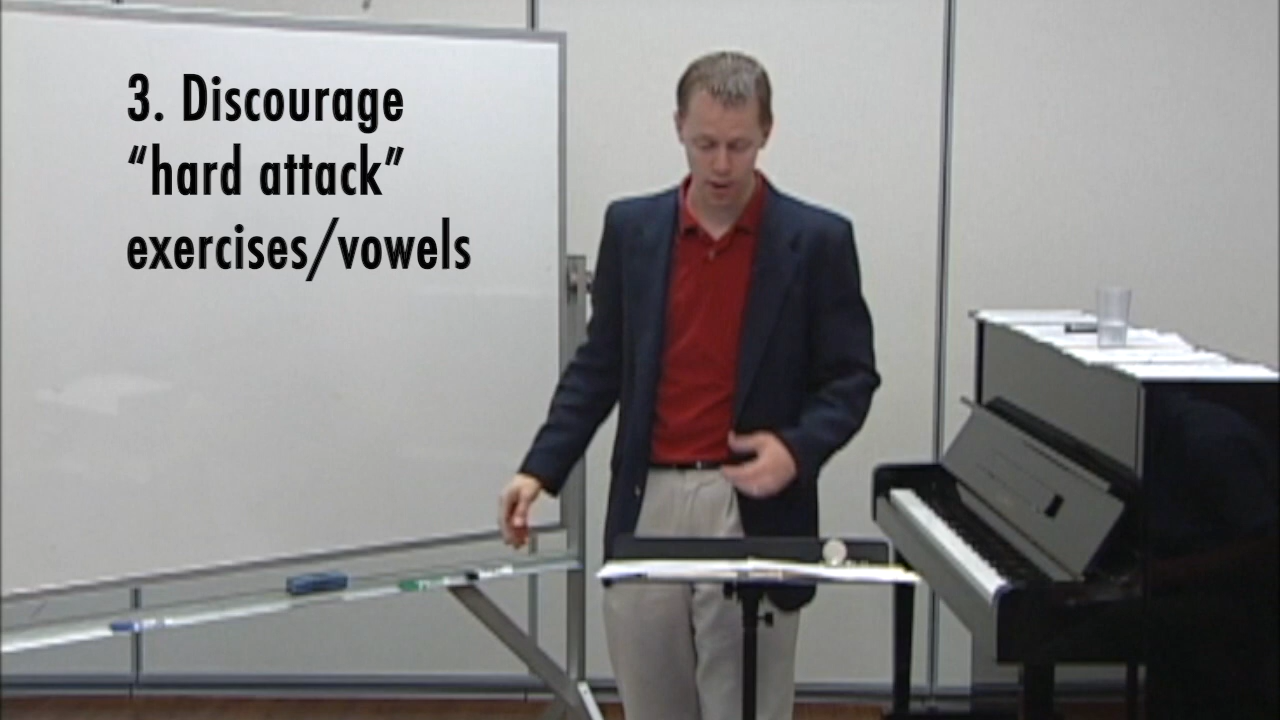 3. Discourage
“hard attack”
exercises/vowels